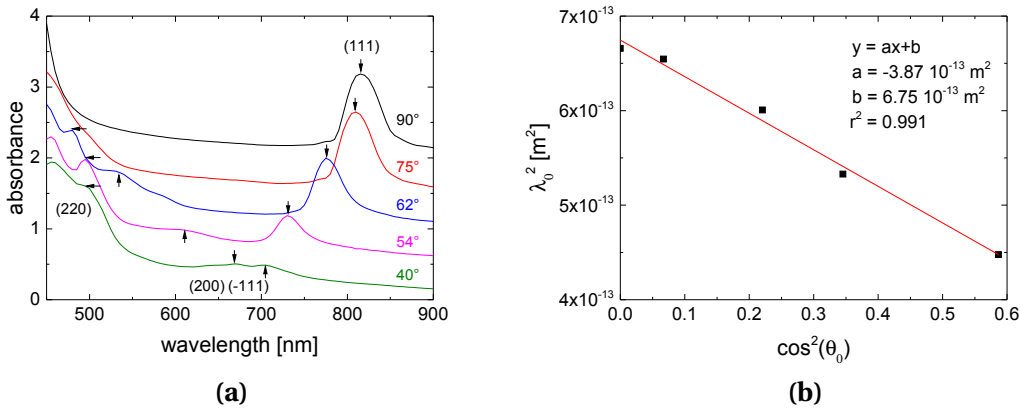 4
3
2
1
0
absorbance
(111)
90°
75°
62°
54°
40°
(220)
(200) (-111)
500 600 700 800 900
wavelength [nm]
(a)
7x10⁻¹³
6x10⁻¹³
5x10⁻¹³
4x10⁻¹³
λ₀² [m²]
y = ax+b
a = -3.87 10⁻¹³ m²
b = 6.75 10⁻¹³ m²
r² = 0.991
0.0 0.1 0.2 0.3 0.4 0.5 0.6
cos²(θ₀)
(b)